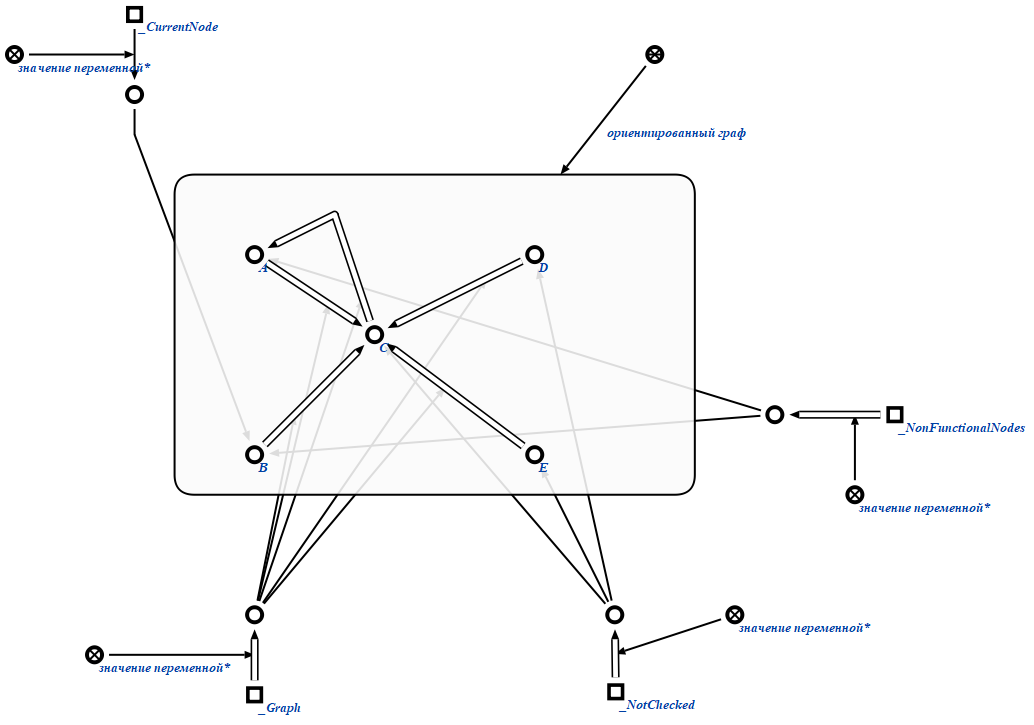 _CurrentNode
значение переменной*
ориентированный граф
A
D
C
B
E
_NonFunctionalNodes
значение переменной*
значение переменной*
_Graph
значение переменной*
_NotChecked